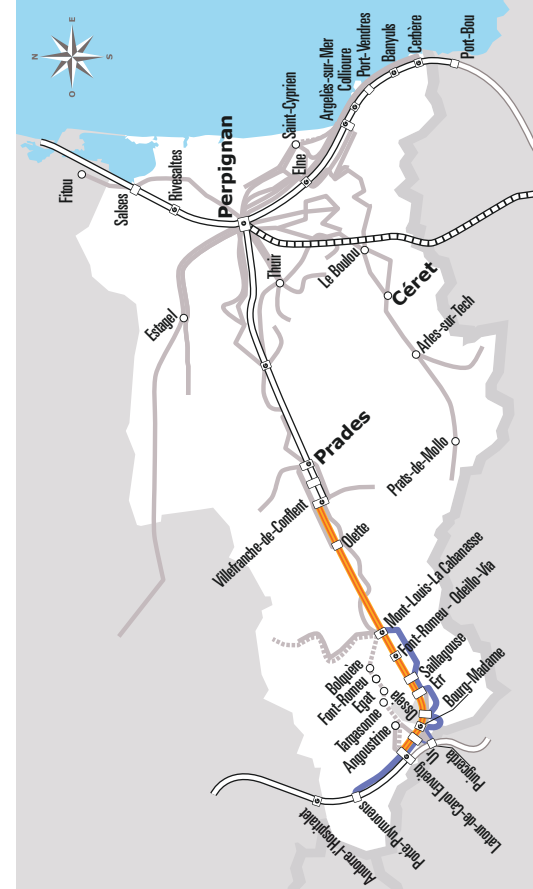 E
N
S
O
Port-Bou
Cerbère
Banyuls
Port-Vendres
Collioure
Argelès-sur-Mer
Saint-Cyprien
Elne
Fitou
Salses
Rivesaltes
Perpignan
Thuir
Le Boulou
Céret
Arles-sur-Tech
Prats-de-Mollo
Estagel
Prades
Villefranche-de-Conflent
Olette
Mont-Louis-La Cabanasse
Font-Romeu - Odeillo-Via
Saillagouse
Err
Bourg-Madame
Osseja
Bolquère
Font-Romeu
Egat
Targasonne
Angoustrine
Ur
Puigcerda
Latour-de-Carol Enveitg
Porté-Puymorens
Andorre-l'Hospitalet